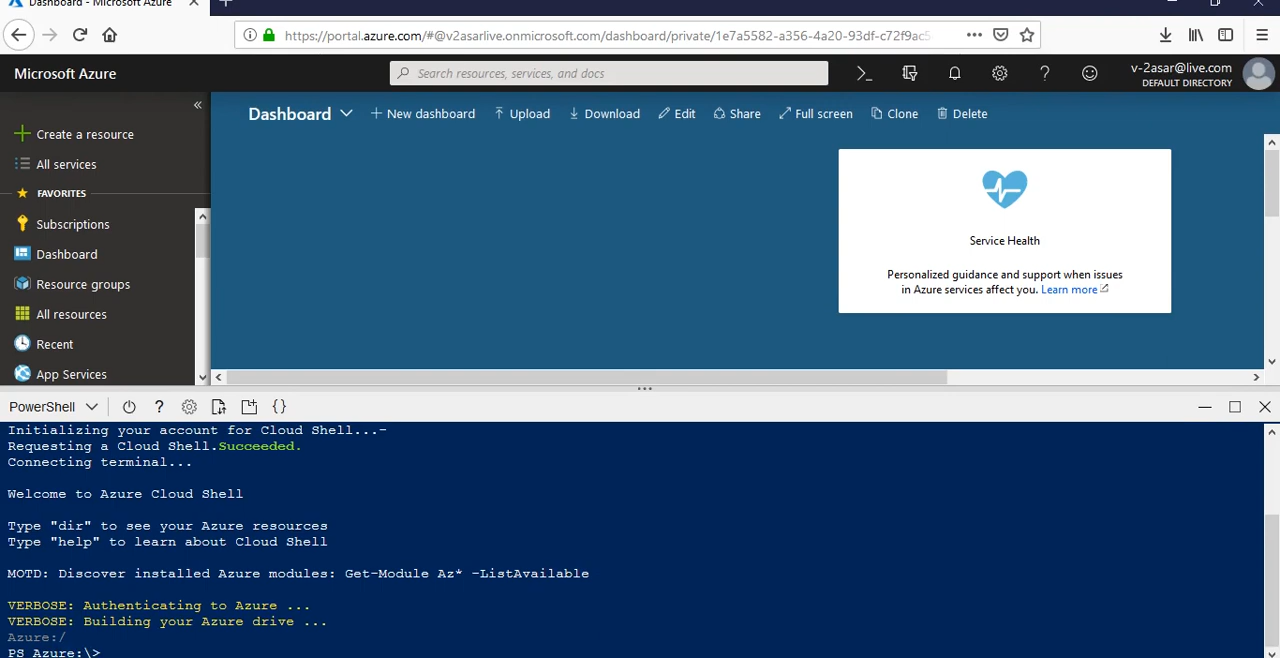 Dashboard - Microsoft Azure
https://portal.azure.com/#@v2asarlive.onmicrosoft.com/dashboard/private/1e7a5582-a356-4a20-93df-c72f9ac5
Microsoft Azure
Search resources, services, and docs
v-2asar@live.com
DEFAULT DIRECTORY
Create a resource
All services
FAVORITES
Subscriptions
Dashboard
Resource groups
All resources
Recent
App Services
Dashboard
New dashboard
Upload
Download
Edit
Share
Full screen
Clone
Delete
Service Health
Personalized guidance and support when issues
in Azure services affect you. Learn more
PowerShell
Initializing your account for Cloud Shell...-
Requesting a Cloud Shell.Succeeded.
Connecting terminal...
Welcome to Azure Cloud Shell
Type "dir" to see your Azure resources
Type "help" to learn about Cloud Shell
MOTD: Discover installed Azure modules: Get-Module Az* -ListAvailable
VERBOSE: Authenticating to Azure ...
VERBOSE: Building your Azure drive ...
Azure:/
PS Azure:\>